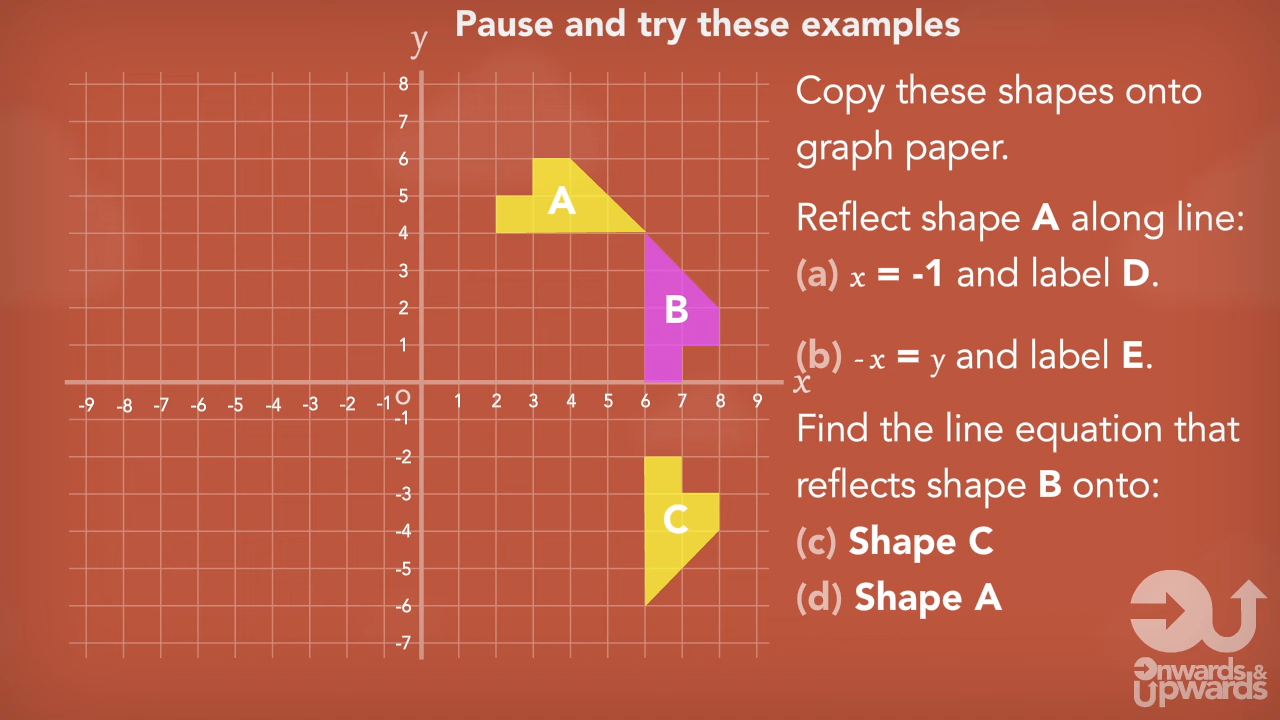 Pause and try these examples
y
8
7
6
5
4
3
2
1
-9 -8 -7 -6 -5 -4 -3 -2 -1 O 1 2 3 4 5 6 7 8 9 x
-1
-2
-3
-4
-5
-6
-7
A
B
C
Copy these shapes onto
graph paper.
Reflect shape A along line:
(a) x = -1 and label D.
(b) -x = y and label E.
Find the line equation that
reflects shape B onto:
(c) Shape C
(d) Shape A
Onwards &
Upwards